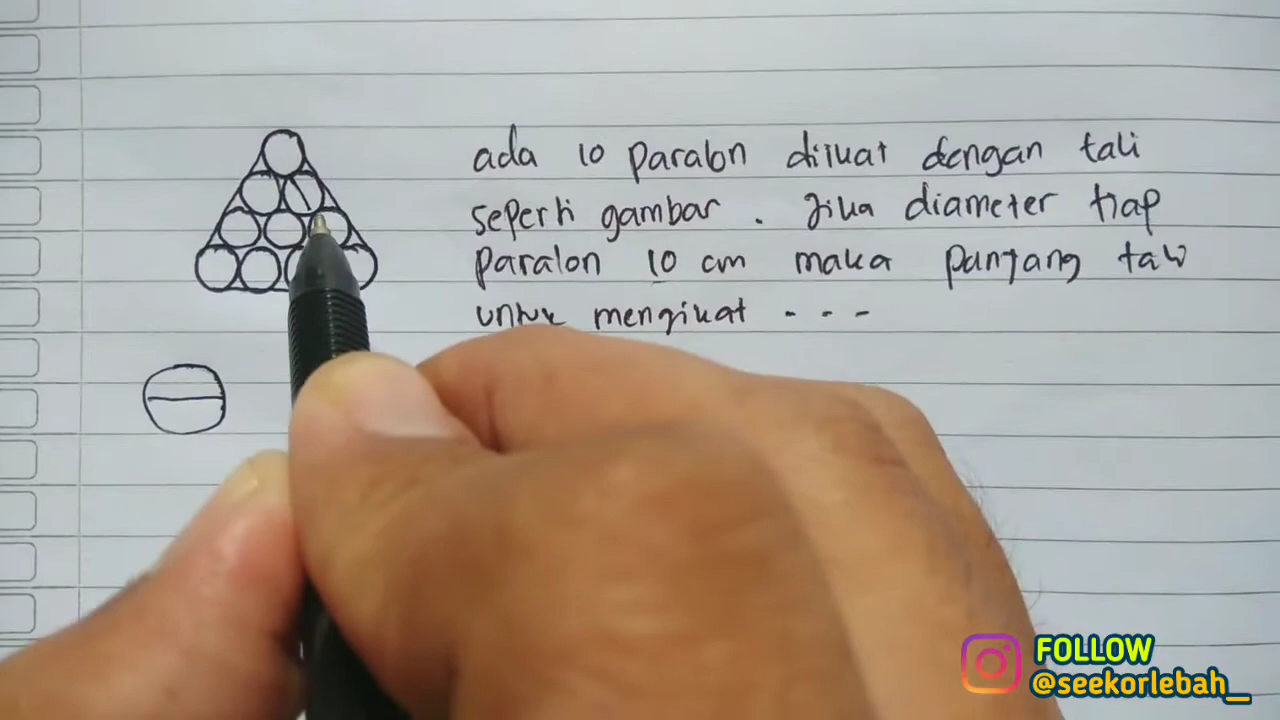 ada 10 paralon diikat dengan tali
seperti gambar . Jika diameter tiap
paralon 10 cm maka panjang tali
untuk mengikat - - -
FOLLOW
@seekorlebah_